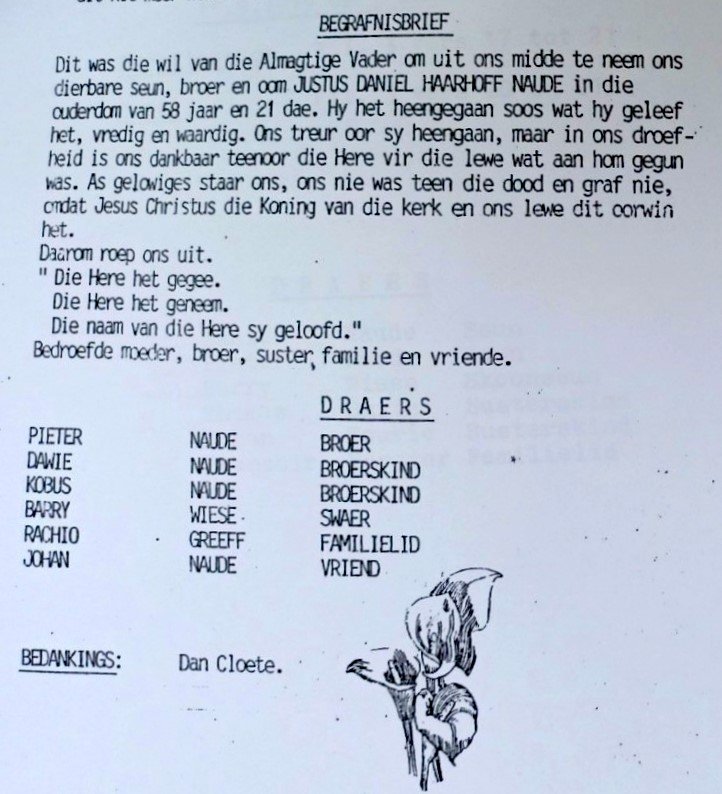 BEGRAFNISBRIEF
Dit was die wil van die Almagtige Vader om uit ons midde te neem ons
dierbare seun, broer en oom JUSTUS DANIEL HAARHOFF NAUDE in die
ouderdom van 58 jaar en 21 dae. Hy het heengegaan soos wat hy geleef
het, vredig en waardig. Ons treur oor sy heengaan, maar in ons droef-
heid is ons dankbaar teenoor die Here vir die lewe wat aan hom gegun
was. As gelowiges staar ons, ons nie was teen die dood en graf nie,
omdat Jesus Christus die Koning van die kerk en ons lewe dit oorwin
het.
Daarom roep ons uit.
" Die Here het gegee.
Die Here het geneem.
Die naam van die Here sy geloofd."
Bedroefde moeder, broer, suster, familie en vriende.
DRAERS
PIETER NAUDE BROER
DAWIE NAUDE BROERSKIND
KOBUS NAUDE BROERSKIND
BARRY WIESE SWAER
RACHIO GREEFF FAMILIELID
JOHAN NAUDE VRIEND
BEDANKINGS: Dan Cloete.